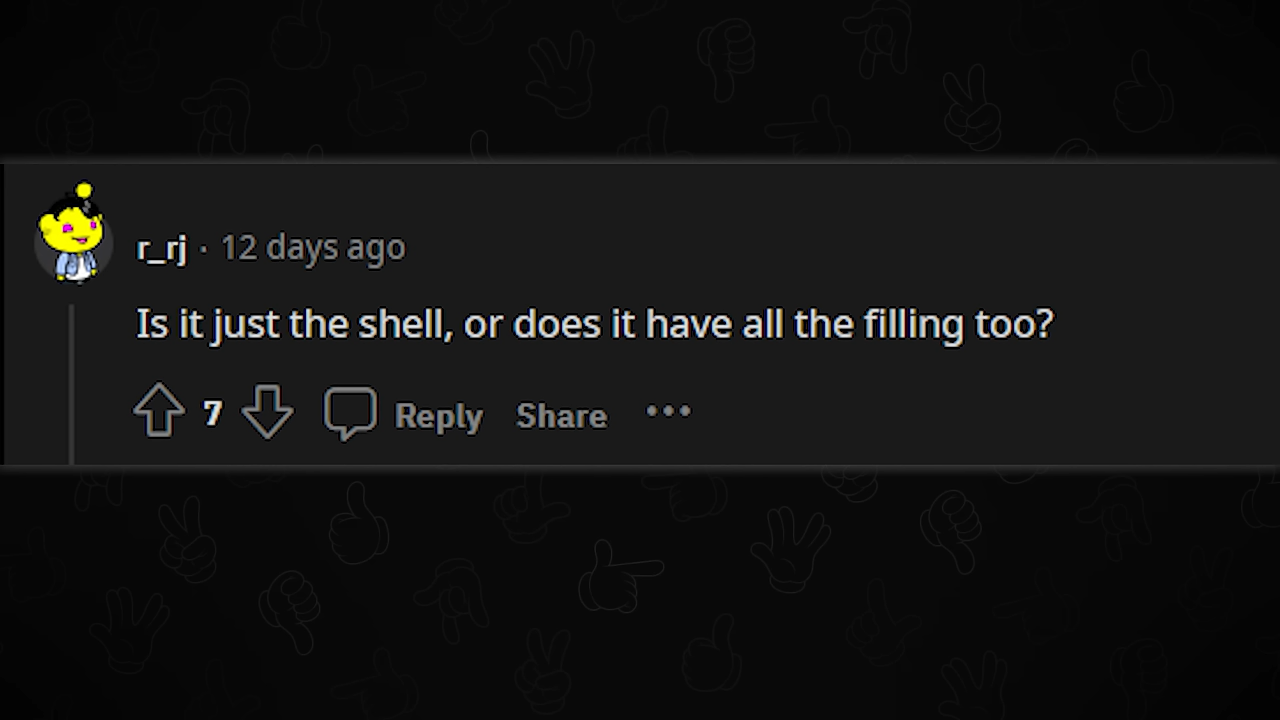 r_rj · 12 days ago
Is it just the shell, or does it have all the filling too?
7 Reply Share •••